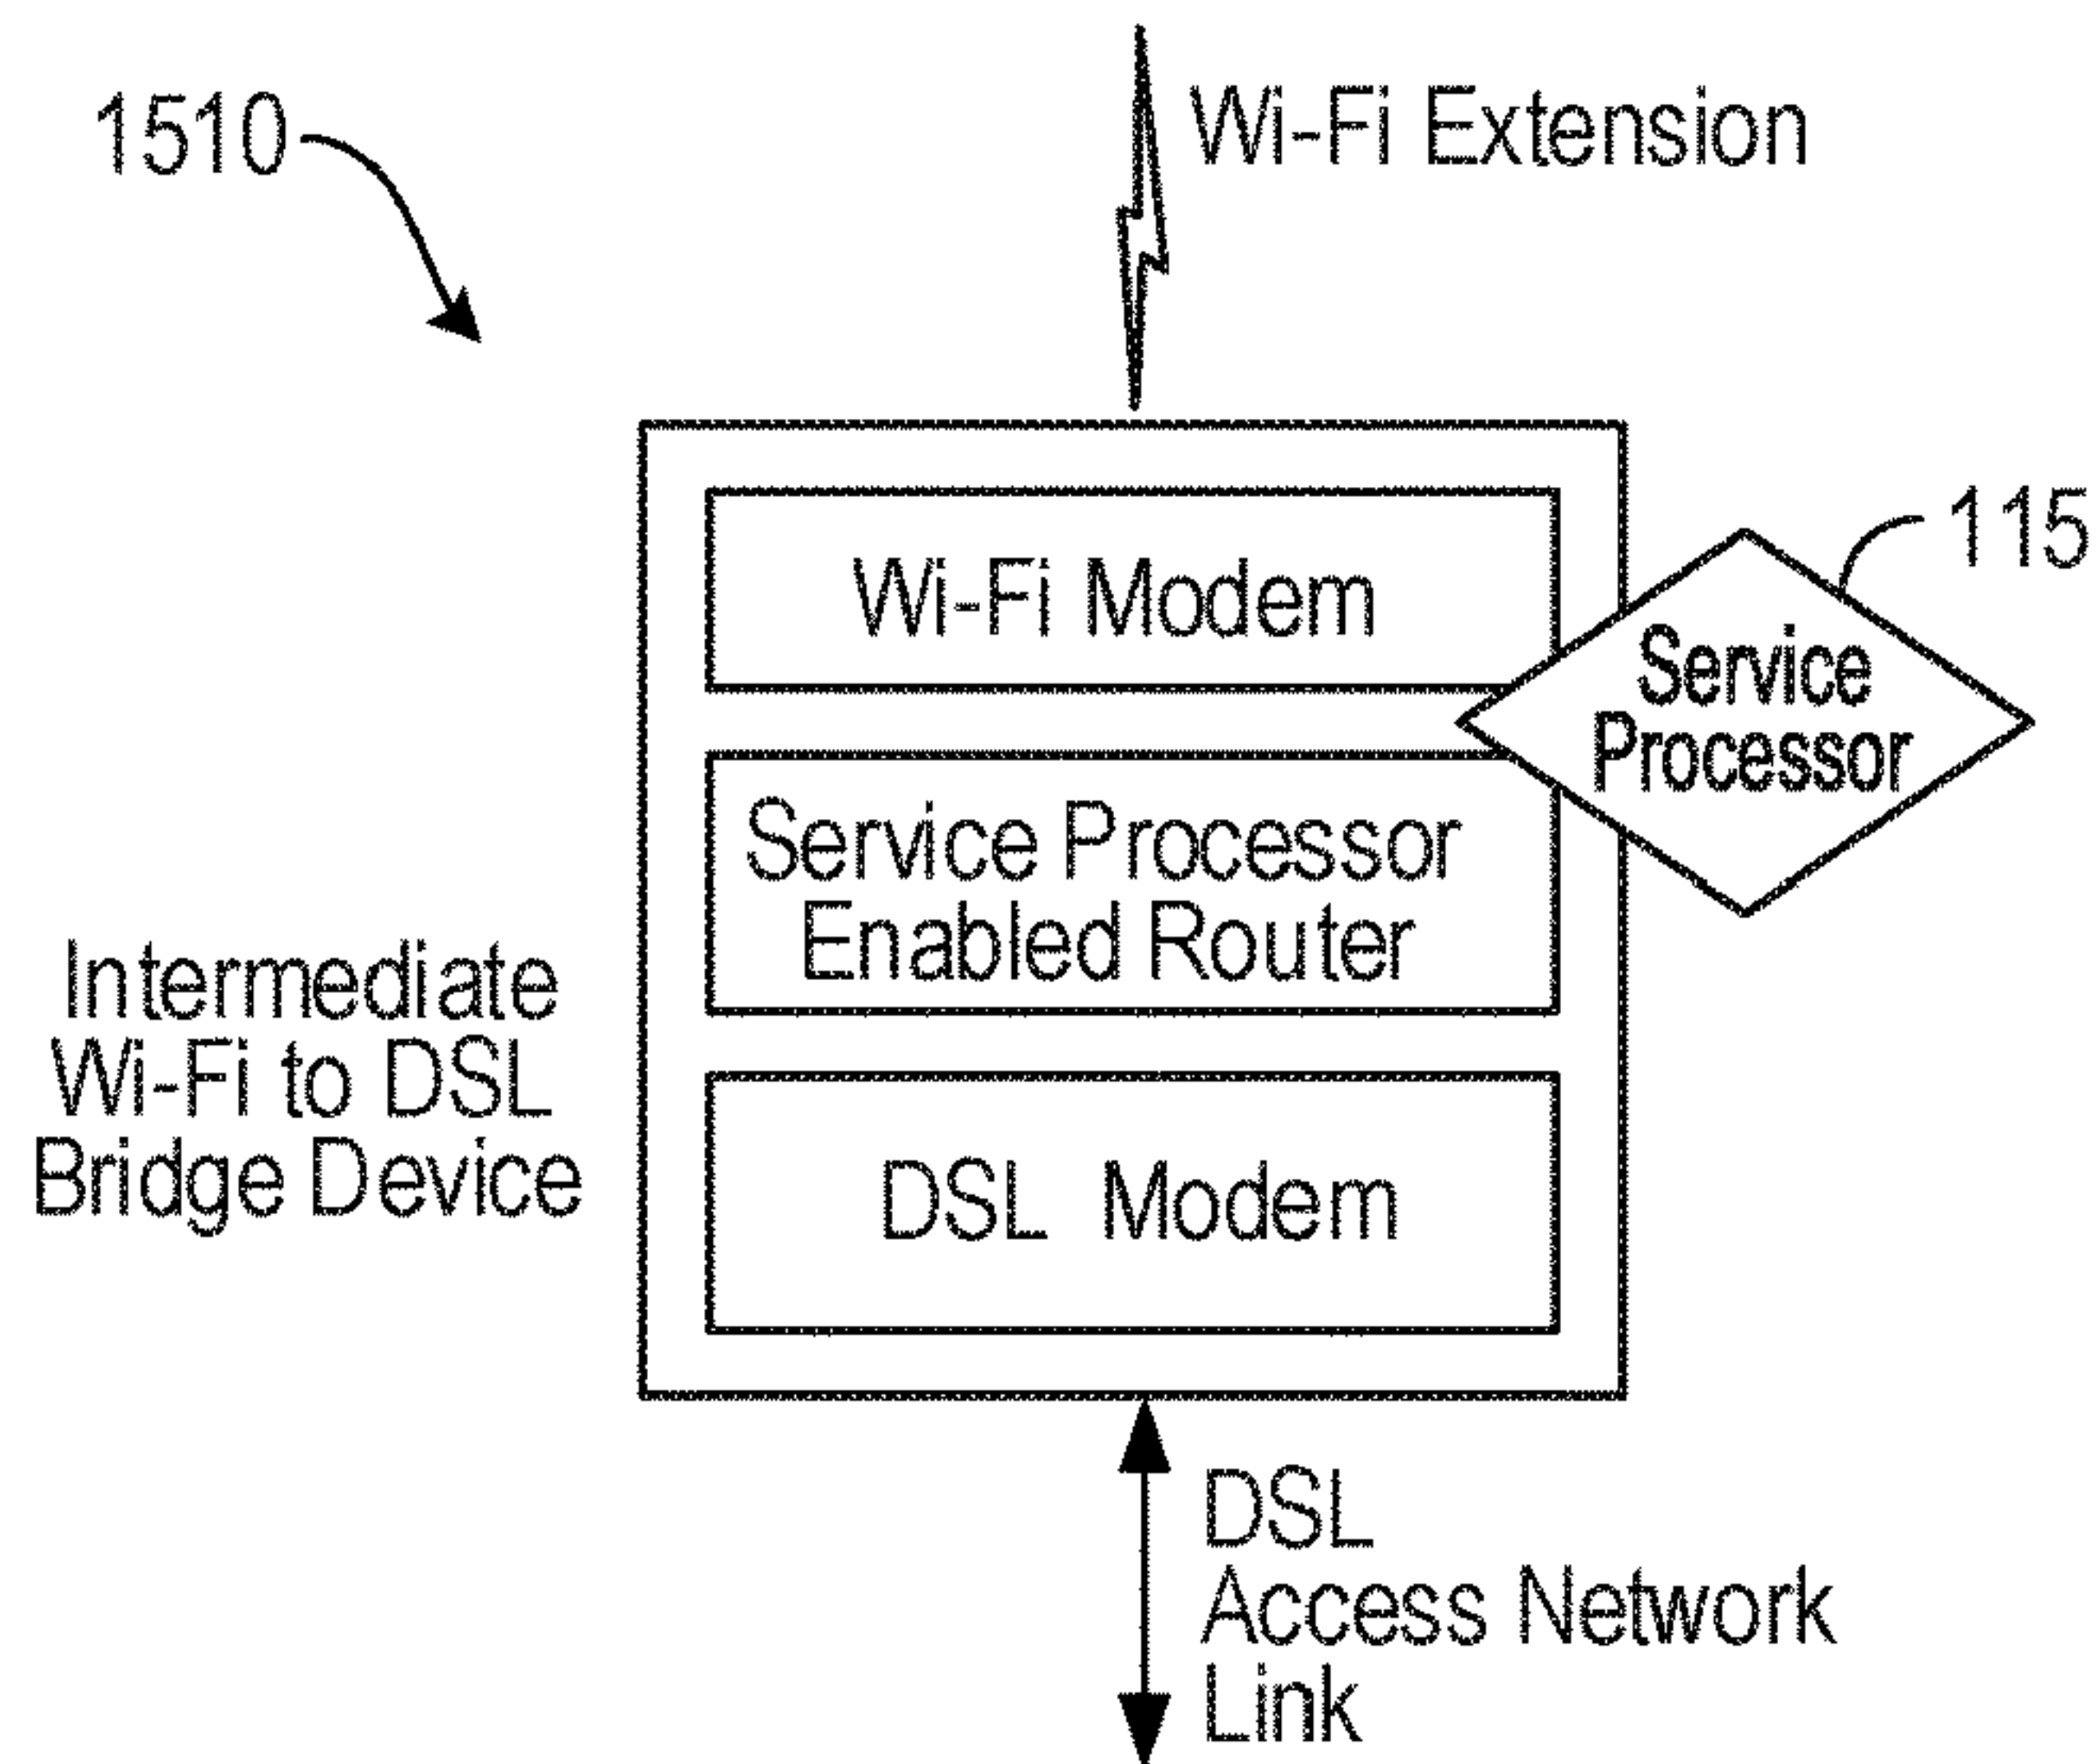 1510
Wi-Fi Extension
115
Wi-Fi Modem
Service
Processor
Service Processor
Enabled Router
Intermediate
Wi-Fi to DSL
Bridge Device
DSL Modem
DSL
Access Network
Link